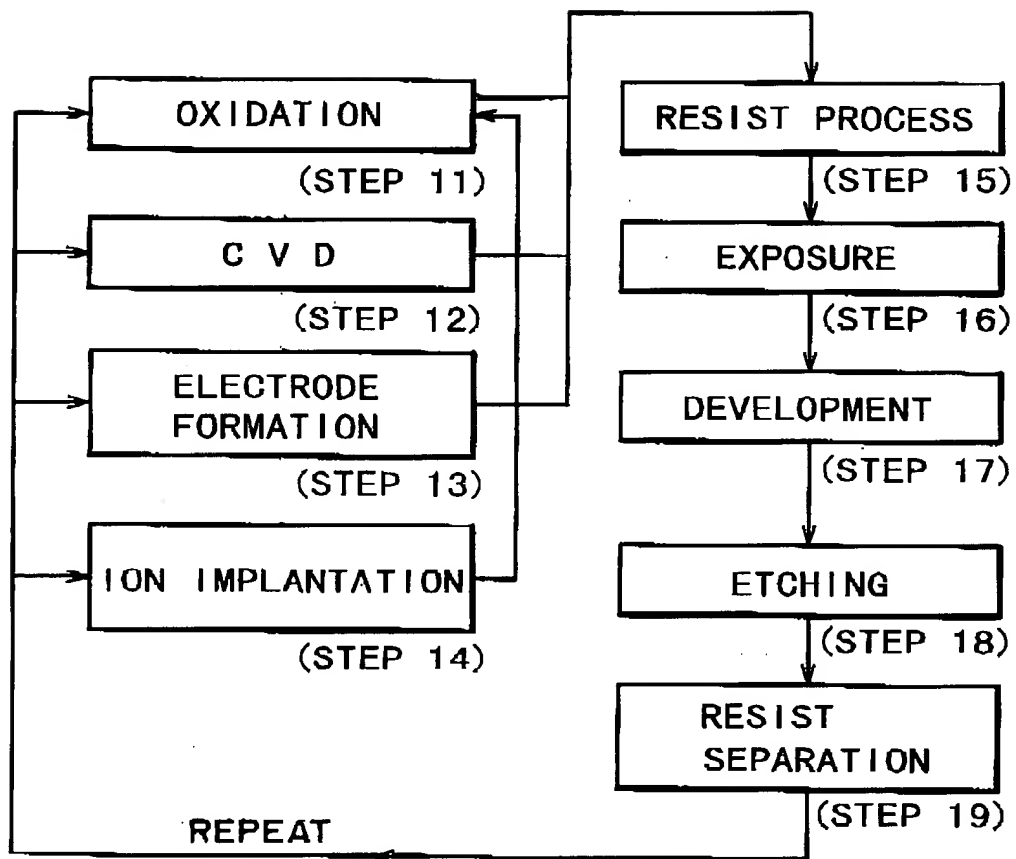 OXIDATION
(STEP 11)
C V D
(STEP 12)
ELECTRODE
FORMATION
(STEP 13)
ION IMPLANTATION
(STEP 14)
RESIST PROCESS
(STEP 15)
EXPOSURE
(STEP 16)
DEVELOPMENT
(STEP 17)
ETCHING
(STEP 18)
RESIST
SEPARATION
(STEP 19)
REPEAT